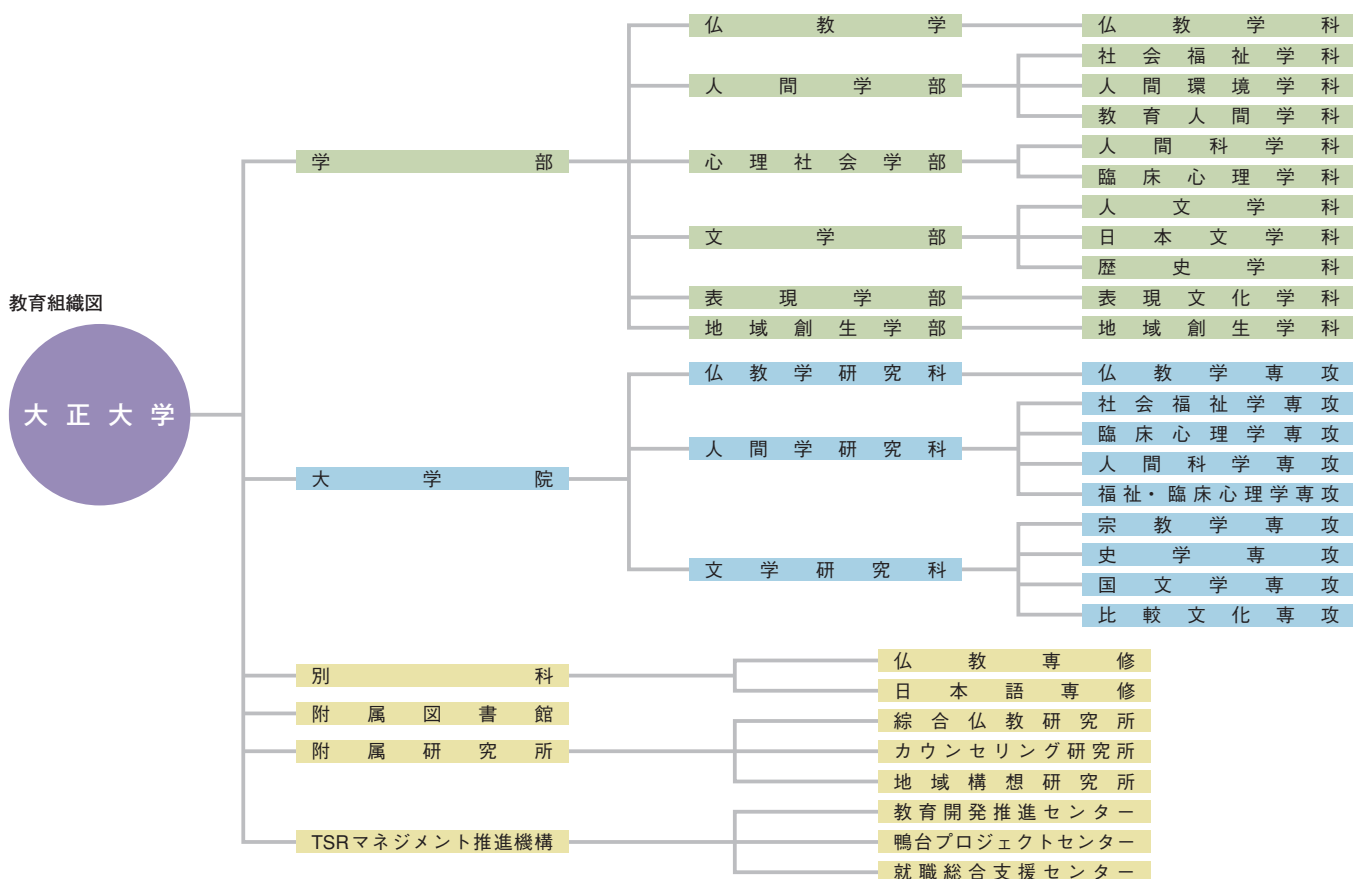 教育組織図
大正大学
学部
仏教学
仏教学科
人間学部
社会福祉学科
人間環境学科
教育人間学科
心理社会学部
人間科学科
臨床心理学科
文学部
人文学科
日本文学科
歴史学科
表現学部
表現文化学科
地域創生学部
地域創生学科
大学院
仏教学研究科
仏教学専攻
人間学研究科
社会福祉学専攻
臨床心理学専攻
人間科学専攻
福祉・臨床心理学専攻
文学研究科
宗教学専攻
史学専攻
国文学専攻
比較文化専攻
別科
仏教専修
日本語専修
附属図書館
附属研究所
綜合仏教研究所
カウンセリング研究所
地域構想研究所
TSRマネジメント推進機構
教育開発推進センター
鴨台プロジェクトセンター
就職総合支援センター